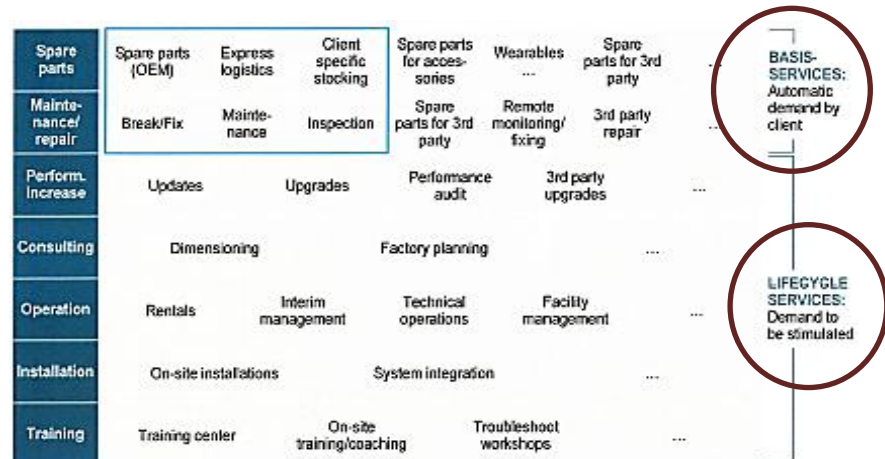 Spare parts
Spare parts (OEM)
Express logistics
Client specific stocking
Spare parts for acces-sories
Wearables ...
Spare parts for 3rd party
...
Mainte-nance/ repair
Break/Fix
Mainte-nance
Inspection
Spare parts for 3rd party
Remote monitoring/ fixing
3rd party repair
...
BASIS-SERVICES:
Automatic demand by client
Perform. Increase
Updates
Upgrades
Performance audit
3rd party upgrades
...
Consulting
Dimensioning
Factory planning
...
Operation
Rentals
Interim management
Technical operations
Facility management
...
LIFECYCLE SERVICES:
Demand to be stimulated
Installation
On-site installations
System integration
...
Training
Training center
On-site training/coaching
Troubleshoot workshops
...